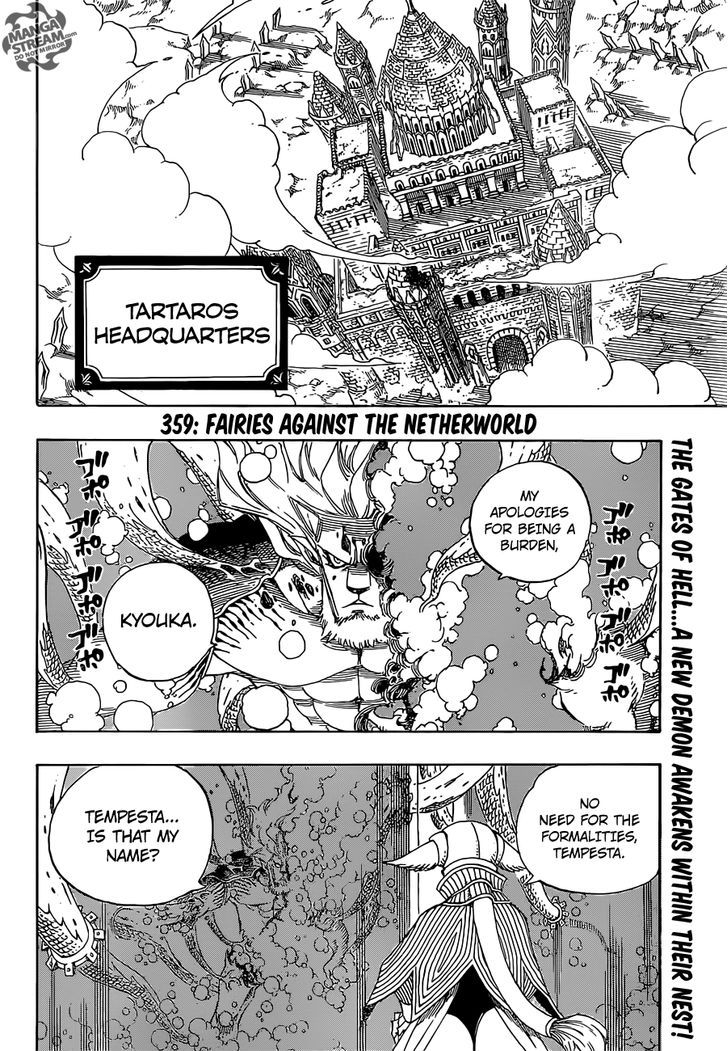 MANGA
STREAM.com
DO NOT MIRROR!
TARTAROS
HEADQUARTERS
359: FAIRIES AGAINST THE NETHERWORLD
THE GATES OF HELL...A NEW DEMON AWAKENS WITHIN THEIR NEST!
MY
APOLOGIES
FOR BEING A
BURDEN,
KYOUKA.
NO
NEED FOR THE
FORMALITIES,
TEMPESTA.
TEMPESTA...
IS THAT MY
NAME?